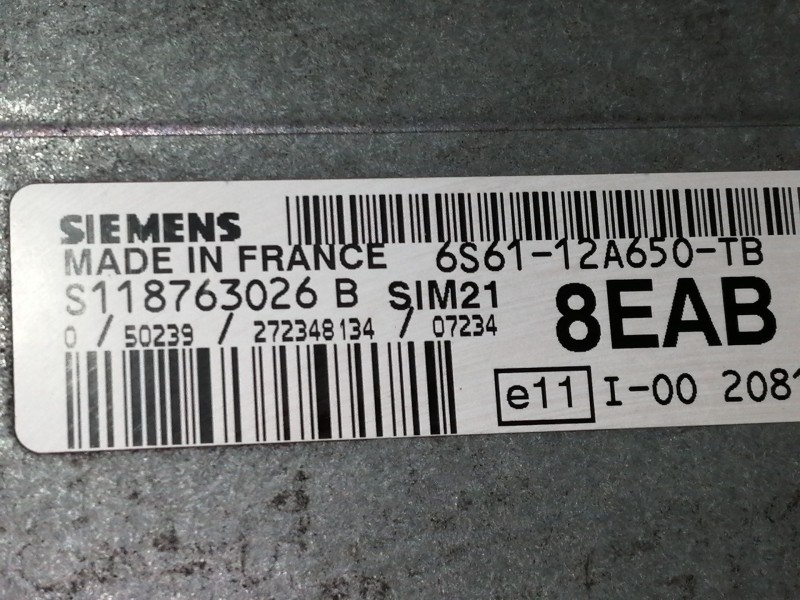 SIEMENS
MADE IN FRANCE 6S61-12A650-TB
S118763026 B SIM21 8EAB
0 / 50239 / 272348134 / 07234
e11 I-00 2081